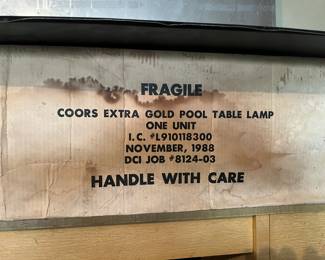 FRAGILE
COORS EXTRA GOLD POOL TABLE LAMP
ONE UNIT
I.C. #L910118300
NOVEMBER, 1988
DCI JOB #8124-03
HANDLE WITH CARE